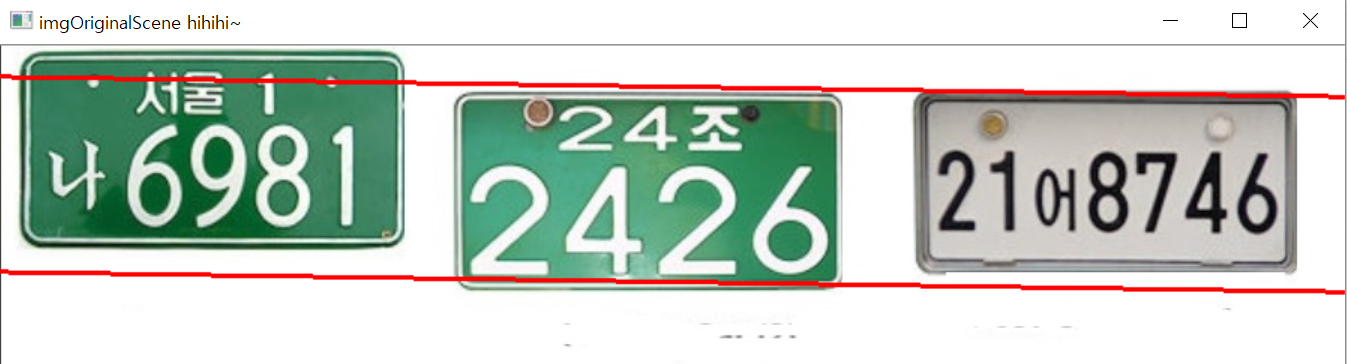 imgOriginalScene hihihi~
서울 1
나 6981
24조
2426
21어8746